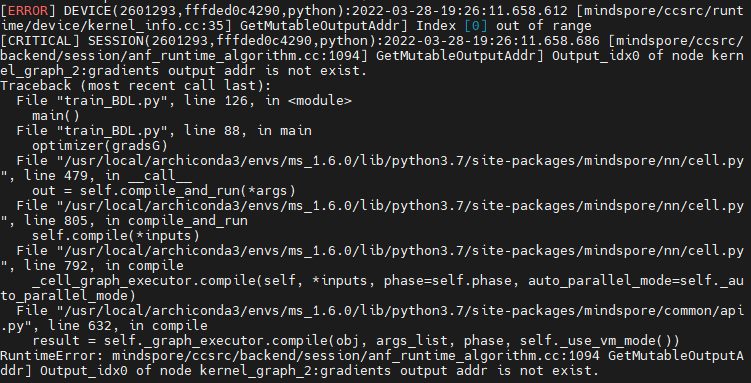 [ERROR] DEVICE(2601293,fffded0c4290,python):2022-03-28-19:26:11.658.612 [mindspore/ccsrc/runt
ime/device/kernel_info.cc:35] GetMutableOutputAddr] Index [0] out of range
[CRITICAL] SESSION(2601293,fffded0c4290,python):2022-03-28-19:26:11.658.686 [mindspore/ccsrc/
backend/session/anf_runtime_algorithm.cc:1094] GetMutableOutputAddr] Output_idx0 of node kern
el_graph_2:gradients output addr is not exist.
Traceback (most recent call last):
  File "train_BDL.py", line 126, in <module>
    main()
  File "train_BDL.py", line 88, in main
    optimizer(gradsG)
  File "/usr/local/archiconda3/envs/ms_1.6.0/lib/python3.7/site-packages/mindspore/nn/cell.py
", line 479, in __call__
    out = self.compile_and_run(*args)
  File "/usr/local/archiconda3/envs/ms_1.6.0/lib/python3.7/site-packages/mindspore/nn/cell.py
", line 805, in compile_and_run
    self.compile(*inputs)
  File "/usr/local/archiconda3/envs/ms_1.6.0/lib/python3.7/site-packages/mindspore/nn/cell.py
", line 792, in compile
    _cell_graph_executor.compile(self, *inputs, phase=self.phase, auto_parallel_mode=self._au
to_parallel_mode)
  File "/usr/local/archiconda3/envs/ms_1.6.0/lib/python3.7/site-packages/mindspore/common/api
.py", line 632, in compile
    result = self._graph_executor.compile(obj, args_list, phase, self._use_vm_mode())
RuntimeError: mindspore/ccsrc/backend/session/anf_runtime_algorithm.cc:1094 GetMutableOutputA
ddr] Output_idx0 of node kernel_graph_2:gradients output addr is not exist.